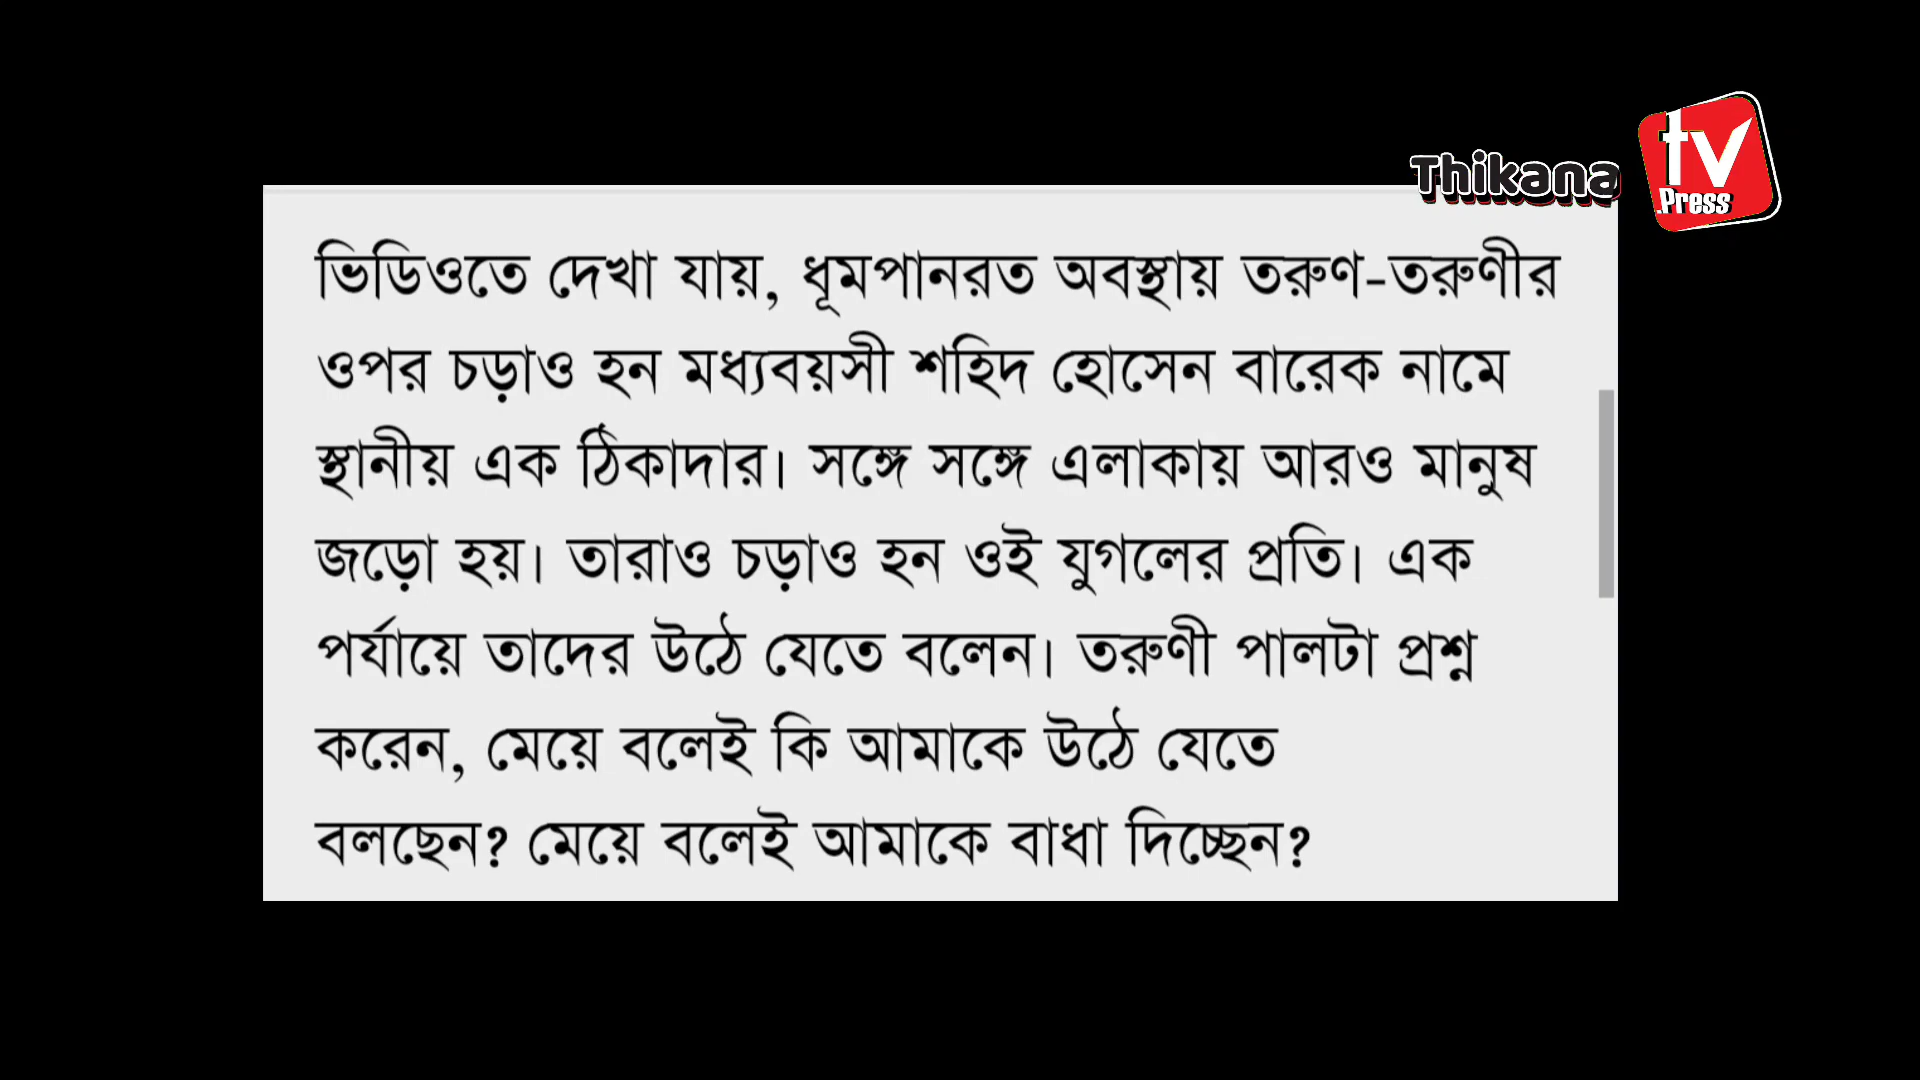 Thikana
tv
.Press
ভিডিওতে দেখা যায়, ধূমপানরত অবস্থায় তরুণ-তরুণীর
ওপর চড়াও হন মধ্যবয়সী শহিদ হোসেন বারেক নামে
স্থানীয় এক ঠিকাদার। সঙ্গে সঙ্গে এলাকায় আরও মানুষ
জড়ো হয়। তারাও চড়াও হন ওই যুগলের প্রতি। এক
পর্যায়ে তাদের উঠে যেতে বলেন। তরুণী পালটা প্রশ্ন
করেন, মেয়ে বলেই কি আমাকে উঠে যেতে
বলছেন? মেয়ে বলেই আমাকে বাধা দিচ্ছেন?